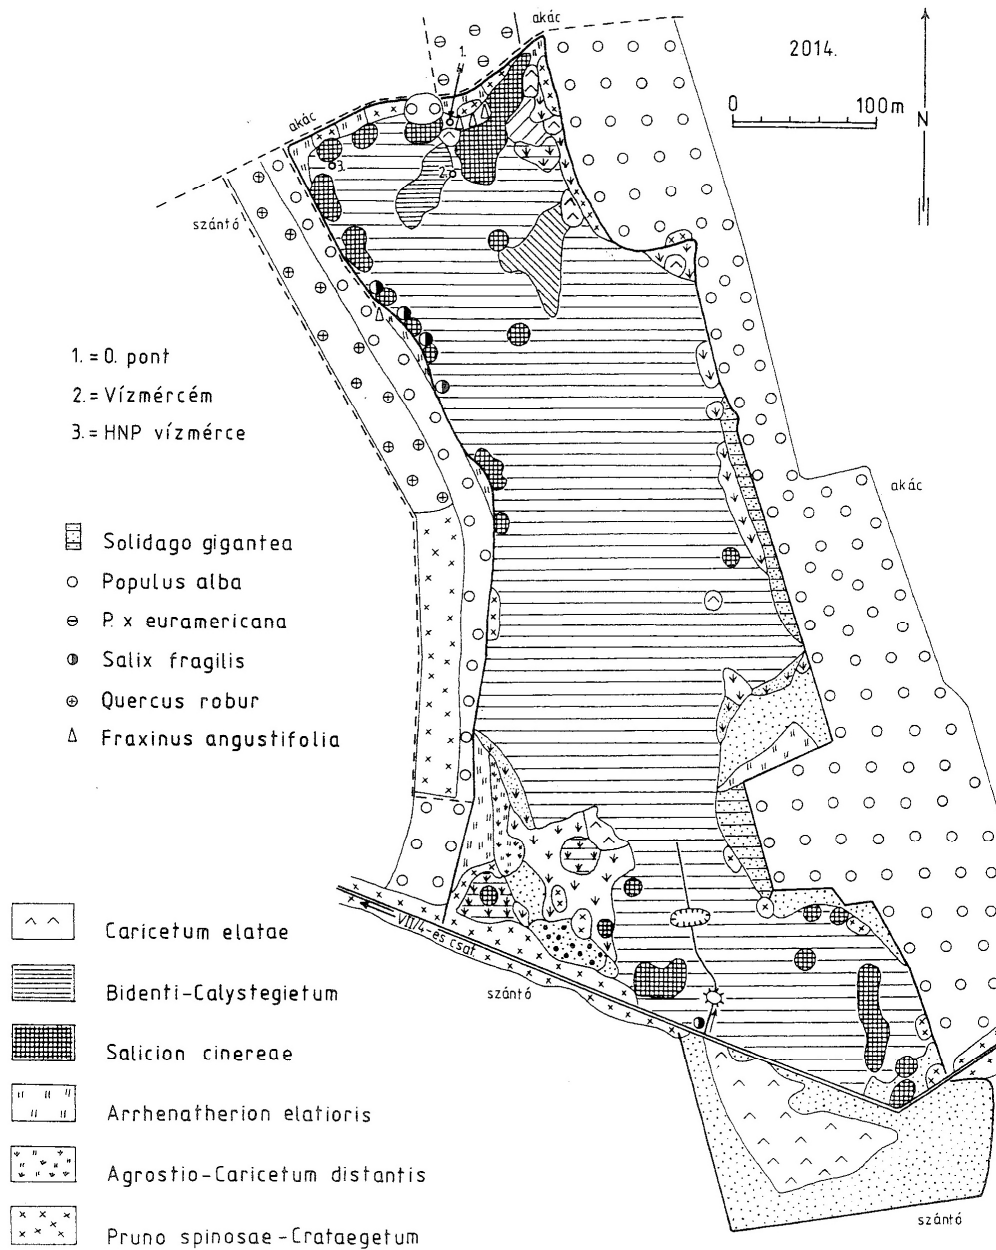 akác
2014.
0 100 m
N
1.
akác
3.
2.
szántó
1. = 0. pont
2. = Vízmércém
3. = HNP vízmérce
akác
Solidago gigantea
Populus alba
P. x euramericana
Salix fragilis
Quercus robur
Fraxinus angustifolia
VIII/4-es csat.
szántó
Caricetum elatae
Bidenti-Calystegietum
Salicion cinereae
Arrhenatherion elatioris
Agrostio-Caricetum distantis
Pruno spinosae-Crataegetum
szántó